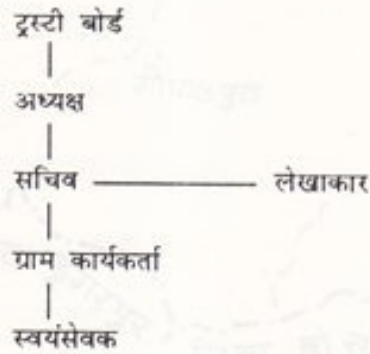 ट्रस्टी बोर्ड
अध्यक्ष
सचिव लेखाकार
ग्राम कार्यकर्ता
स्वयंसेवक